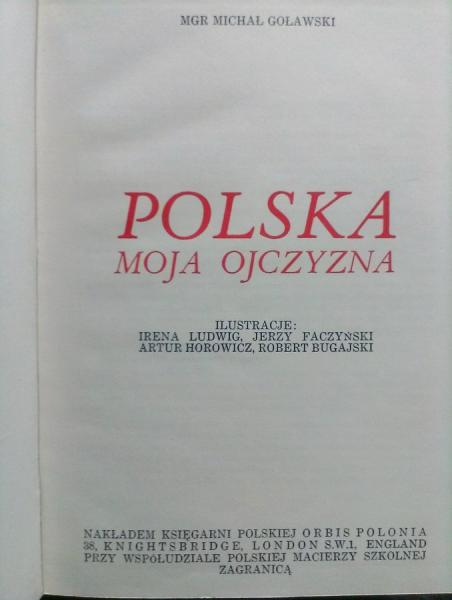 MGR MICHAŁ GOŁAWSKI
POLSKA
MOJA OJCZYZNA
ILUSTRACJE:
IRENA LUDWIG, JERZY FACZYŃSKI
ARTUR HOROWICZ, ROBERT BUGAJSKI
NAKŁADEM KSIĘGARNI POLSKIEJ ORBIS POLONIA
38, KNIGHTSBRIDGE, LONDON S.W.1, ENGLAND
PRZY WSPÓŁUDZIALE POLSKIEJ MACIERZY SZKOLNEJ
ZAGRANICĄ